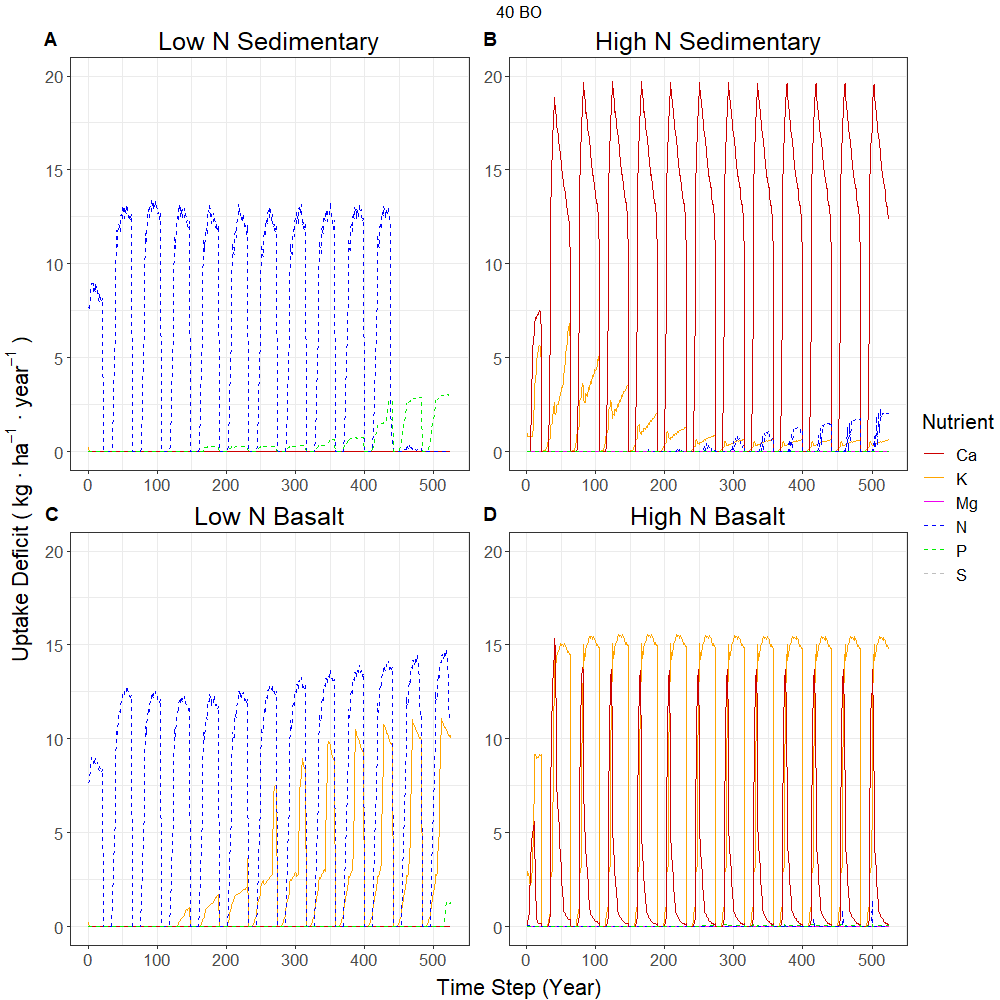 40 BO
A Low N Sedimentary
B High N Sedimentary
20
15
10
5
0
0 100 200 300 400 500
20
15
10
5
0
0 100 200 300 400 500
C Low N Basalt
D High N Basalt
20
15
10
5
0
0 100 200 300 400 500
20
15
10
5
0
0 100 200 300 400 500
Uptake Deficit ( kg · ha⁻¹ · year⁻¹ )
Time Step (Year)
Nutrient
Ca
K
Mg
N
P
S